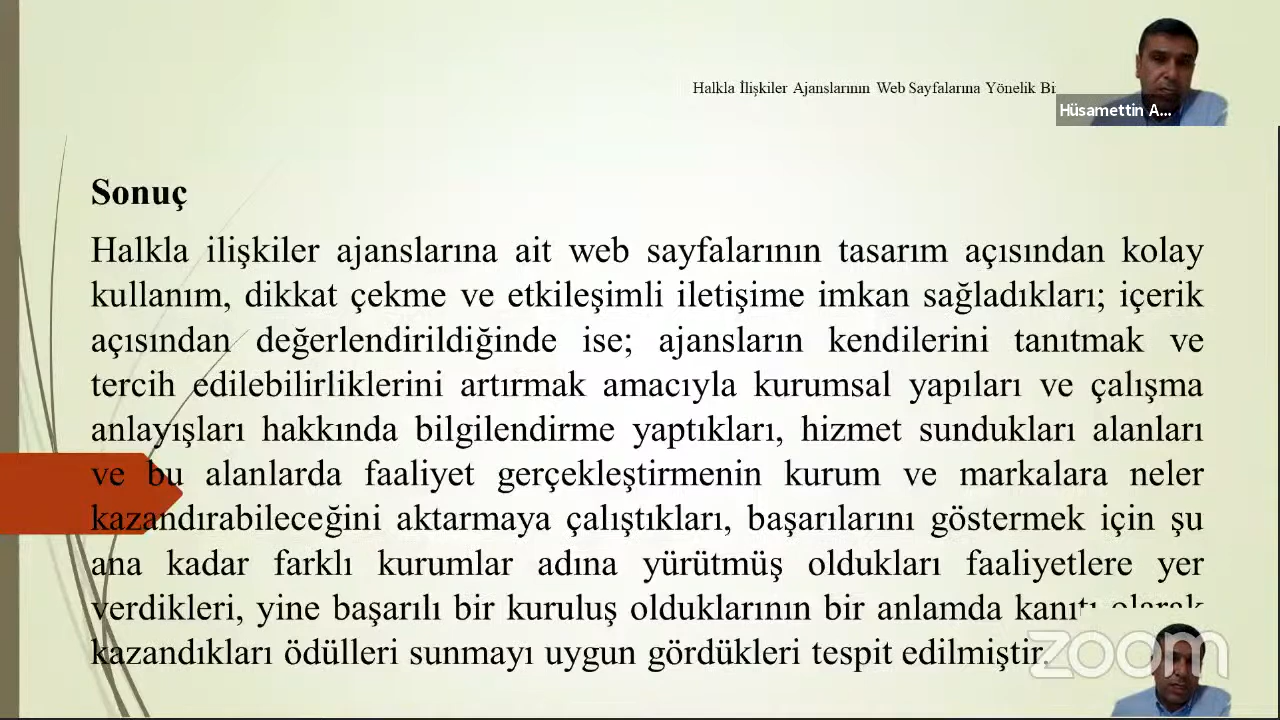 Halkla İlişkiler Ajanslarının Web Sayfalarına Yönelik
Hüsamettin A...
Sonuç
Halkla ilişkiler ajanslarına ait web sayfalarının tasarım açısından kolay
kullanım, dikkat çekme ve etkileşimli iletişime imkan sağladıkları; içerik
açısından değerlendirildiğinde ise; ajansların kendilerini tanıtmak ve
tercih edilebilirliklerini artırmak amacıyla kurumsal yapıları ve çalışma
anlayışları hakkında bilgilendirme yaptıkları, hizmet sundukları alanları
ve bu alanlarda faaliyet gerçekleştirmenin kurum ve markalara neler
kazandırabileceğini aktarmaya çalıştıkları, başarılarını göstermek için şu
ana kadar farklı kurumlar adına yürütmüş oldukları faaliyetlere yer
verdikleri, yine başarılı bir kuruluş olduklarının bir anlamda kanıtı olarak
kazandıkları ödülleri sunmayı uygun gördükleri tespit edilmiştir.
zoom